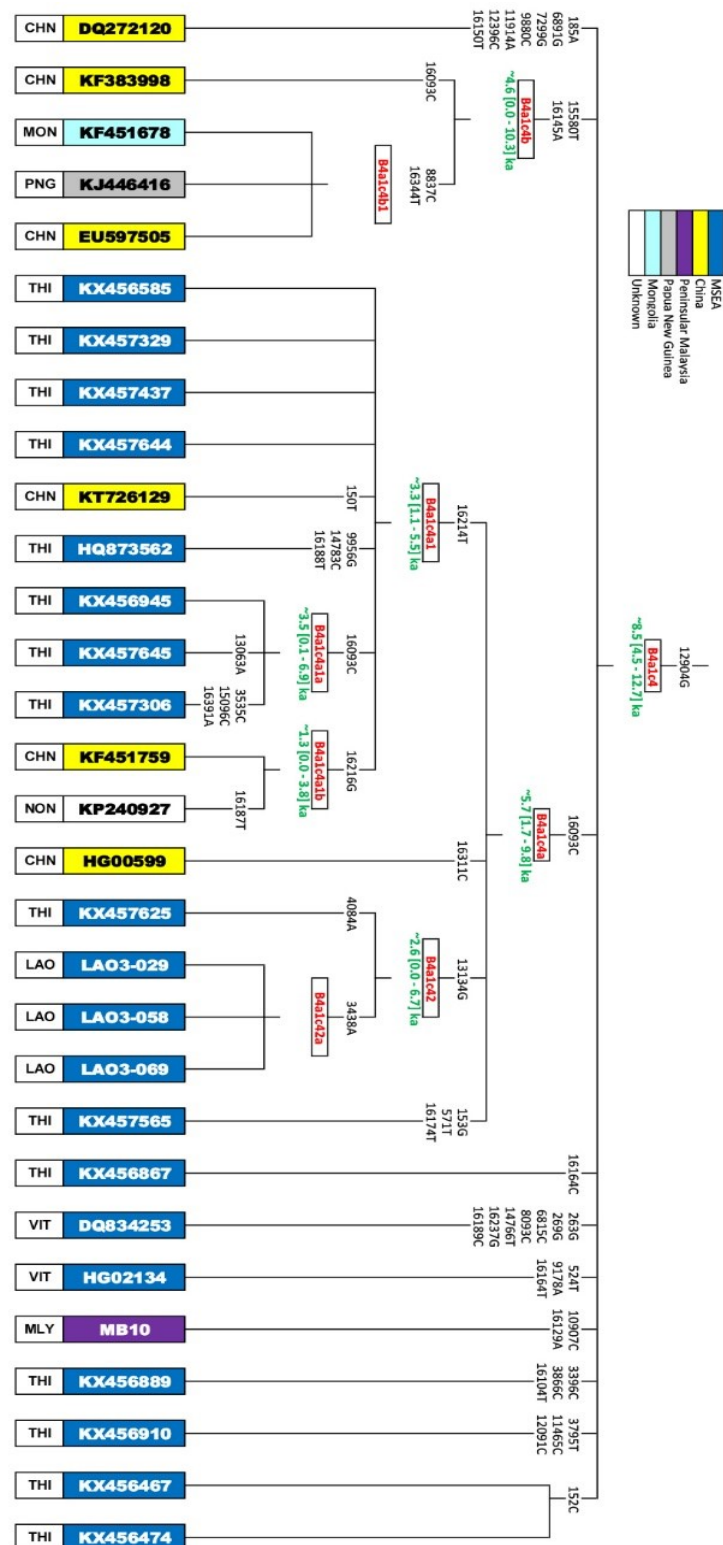 MSEA
China
Peninsular Malaysia
Papua New Guinea
Mongolia
Unknown
12904G
B4a1c4
~8.5 [4.5 - 12.7] ka
185A
6891G
7299G
9880C
11914A
12396C
16150T
15580T
16145A
B4a1c4b
~4.6 [0.0 - 10.3] ka
16093C
8837C
16344T
B4a1c4b1
16093C
B4a1c4a
~5.7 [1.7 - 9.8] ka
16214T
B4a1c4a1
~3.3 [1.1 - 5.5] ka
150T
9956G
14783C
16188T
16093C
B4a1c4a1a
~3.5 [0.1 - 6.9] ka
13063A
3535C
15096C
16391A
16216G
B4a1c4a1b
~1.3 [0.0 - 3.8] ka
16187T
16311C
13134G
B4a1c42
~2.6 [0.0 - 6.7] ka
4084A
3438A
B4a1c42a
153G
571T
16174T
16164C
263G
269G
6815C
8093C
14766T
16237G
16189C
524T
9178A
16164T
10907C
16129A
3396C
3866C
16104T
3795T
11465C
12091C
152C
CHN DQ272120
CHN KF383998
MON KF451678
PNG KJ446416
CHN EU597505
THI KX456585
THI KX457329
THI KX457437
THI KX457644
CHN KT726129
THI HQ873562
THI KX456945
THI KX457645
THI KX457306
CHN KF451759
NON KP240927
CHN HG00599
THI KX457625
LAO LAO3-029
LAO LAO3-058
LAO LAO3-069
THI KX457565
THI KX456867
VIT DQ834253
VIT HG02134
MLY MB10
THI KX456889
THI KX456910
THI KX456467
THI KX456474